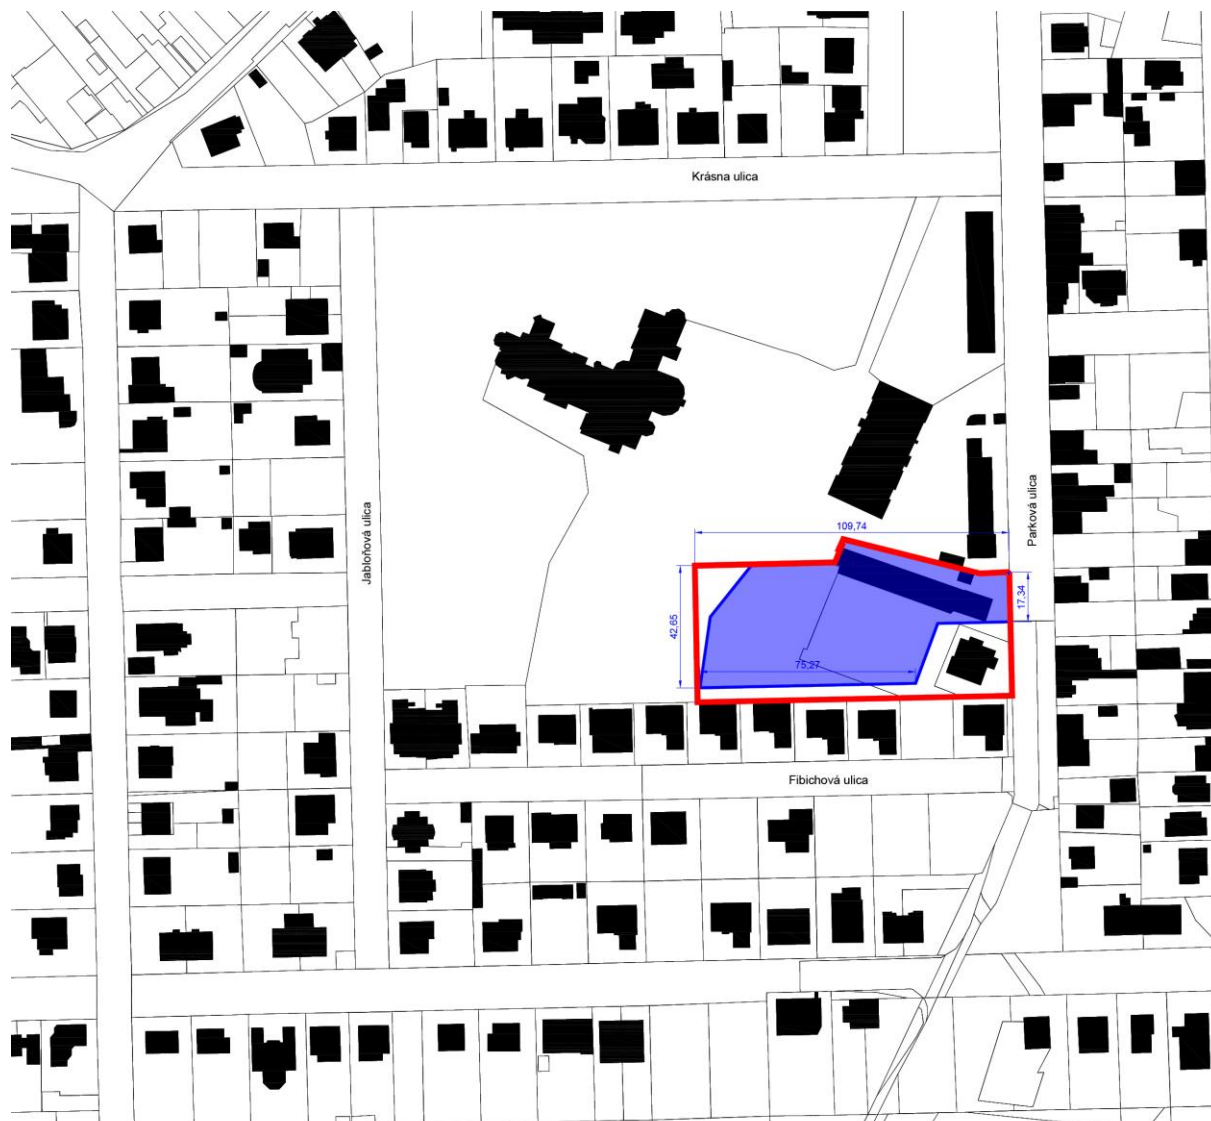 Krásna ulica
Jabloňová ulica
Parková ulica
109,74
42,65
17,34
75,27
Fibichová ulica